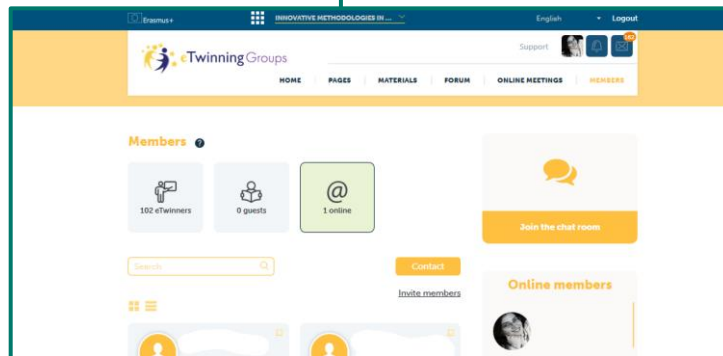 Erasmus+
INNOVATIVE METHODOLOGIES IN ...
English
Logout
eTwinning Groups
Support
182
HOME
PAGES
MATERIALS
FORUM
ONLINE MEETINGS
MEMBERS
Members ?
102 eTwinners
0 guests
@
1 online
Join the chat room
Search
Contact
Invite members
Online members